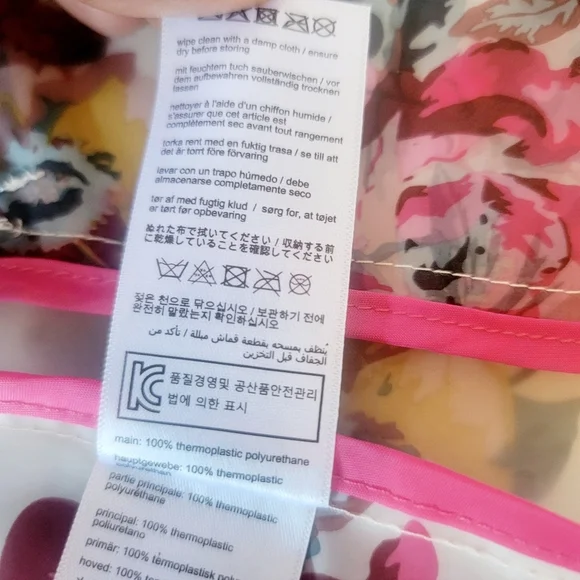 wipe clean with a damp cloth / ensure
dry before storing
mit feuchtem tuch sauberwischen / vor
dem aufbewahren vollständig trocknen
lassen
nettoyer à l'aide d'un chiffon humide /
s'assurer que cet article est
complètement sec avant tout rangement
torka rent med en fuktig trasa / se till att
det är torrt före förvaring
lavar con un trapo húmedo / debe
almacenarse completamente seco
tør af med fugtig klud / sørg for, at tøjet
er tørt før opbevaring
ぬれた布で拭いてください / 収納する前
に乾燥していることを確認してください
젖은 천으로 닦으십시오 / 보관하기 전에
완전히 말랐는지 확인하십시오
يُنظف بمسحه بقطعة قماش مبللة / تأكد من
الجفاف قبل التخزين
KC 품질경영및 공산품안전관리
법에 의한 표시
main: 100% thermoplastic polyurethane
hauptgewebe: 100% thermoplastic
partie principale: 100% thermoplastic
polyuréthane
principal: 100% thermoplastic
poliuretano
primär: 100% termoplastisk po
hoved: 100% thermoplastic